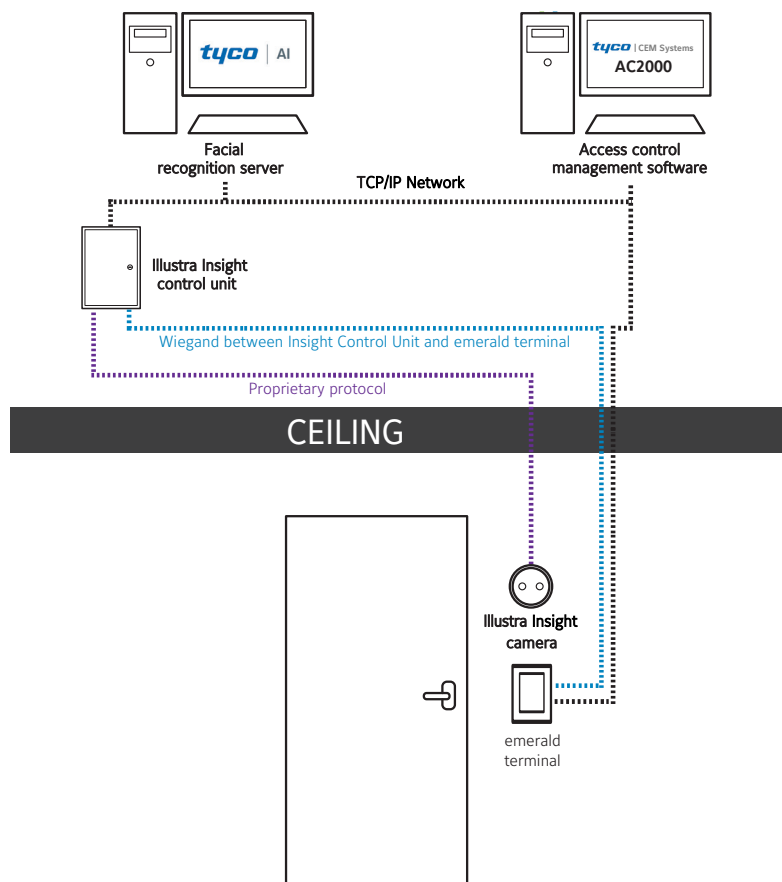 tyco | AI
tyco | CEM Systems
AC2000
Facial
recognition server
Access control
management software
TCP/IP Network
Illustra Insight
control unit
Wiegand between Insight Control Unit and emerald terminal
Proprietary protocol
CEILING
Illustra Insight
camera
emerald
terminal